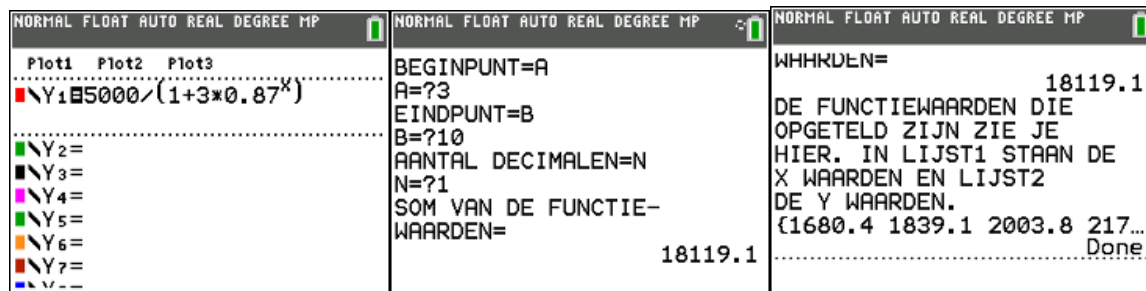 NORMAL FLOAT AUTO REAL DEGREE MP
Plot1 Plot2 Plot3
\Y1=5000/(1+3*0.87^X)
\Y2=
\Y3=
\Y4=
\Y5=
\Y6=
\Y7=
NORMAL FLOAT AUTO REAL DEGREE MP
BEGINPUNT=A
A=?3
EINDPUNT=B
B=?10
AANTAL DECIMALEN=N
N=?1
SOM VAN DE FUNCTIE-
WAARDEN=
18119.1
NORMAL FLOAT AUTO REAL DEGREE MP
WAARDEN=
18119.1
DE FUNCTIEWAARDEN DIE
OPGETELD ZIJN ZIE JE
HIER. IN LIJST1 STAAN DE
X WAARDEN EN LIJST2
DE Y WAARDEN.
{1680.4 1839.1 2003.8 217…
Done